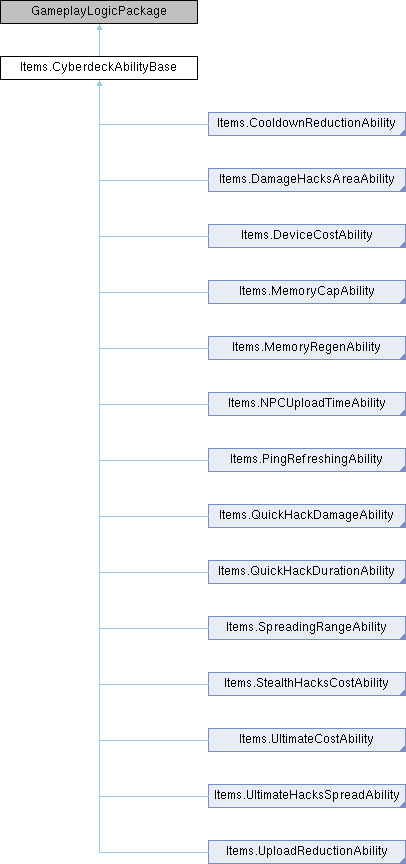 GameplayLogicPackage
Items.CyberdeckAbilityBase
Items.CooldownReductionAbility
Items.DamageHacksAreaAbility
Items.DeviceCostAbility
Items.MemoryCapAbility
Items.MemoryRegenAbility
Items.NPCUploadTimeAbility
Items.PingRefreshingAbility
Items.QuickHackDamageAbility
Items.QuickHackDurationAbility
Items.SpreadingRangeAbility
Items.StealthHacksCostAbility
Items.UltimateCostAbility
Items.UltimateHacksSpreadAbility
Items.UploadReductionAbility